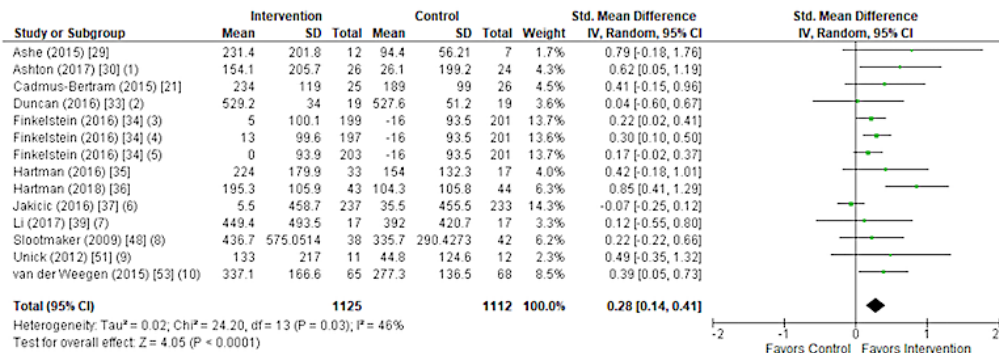 Intervention Control Std. Mean Difference Std. Mean Difference
Study or Subgroup Mean SD Total Mean SD Total Weight IV, Random, 95% CI IV, Random, 95% CI
Ashe (2015) [29] 231.4 201.8 12 94.4 56.21 7 1.7% 0.79 [-0.18, 1.76]
Ashton (2017) [30] (1) 154.1 205.7 26 26.1 199.2 24 4.3% 0.62 [0.05, 1.19]
Cadmus-Bertram (2015) [21] 234 119 25 189 99 26 4.4% 0.41 [-0.15, 0.96]
Duncan (2016) [33] (2) 529.2 34 19 527.6 51.2 19 3.6% 0.04 [-0.60, 0.67]
Finkelstein (2016) [34] (3) 5 100.1 199 -16 93.5 201 13.6% 0.22 [0.02, 0.41]
Finkelstein (2016) [34] (4) 13 99.6 197 -16 93.5 201 13.6% 0.30 [0.10, 0.50]
Finkelstein (2016) [34] (5) 0 93.9 203 -16 93.5 201 13.7% 0.17 [-0.02, 0.37]
Hartman (2016) [35] 224 179.9 33 154 132.3 17 4.0% 0.42 [-0.18, 1.01]
Hartman (2018) [36] 195.3 105.9 43 104.3 105.8 44 6.2% 0.85 [0.41, 1.29]
Jakicic (2016) [37] (6) 5.5 458.7 237 35.5 455.5 233 14.3% -0.07 [-0.25, 0.12]
Li (2017) [39] (7) 449.4 493.5 17 392 420.7 17 3.3% 0.12 [-0.55, 0.80]
Slootmaker (2009) [48] (8) 436.7 575.0514 38 335.7 290.4273 42 6.2% 0.22 [-0.22, 0.66]
Unick (2012) [51] (9) 133 217 11 44.8 124.6 12 2.2% 0.49 [-0.35, 1.32]
van der Weegen (2015) [53] (10) 337.1 166.6 65 277.3 136.5 68 8.5% 0.39 [0.05, 0.73]
Total (95% CI) 1125 1112 100.0% 0.28 [0.14, 0.41]
Heterogeneity: Tau² = 0.02; Chi² = 24.20, df = 13 (P = 0.03); I² = 46%
Test for overall effect: Z = 4.05 (P < 0.0001)
-2 -1 0 1 2
Favors Control Favors Intervention